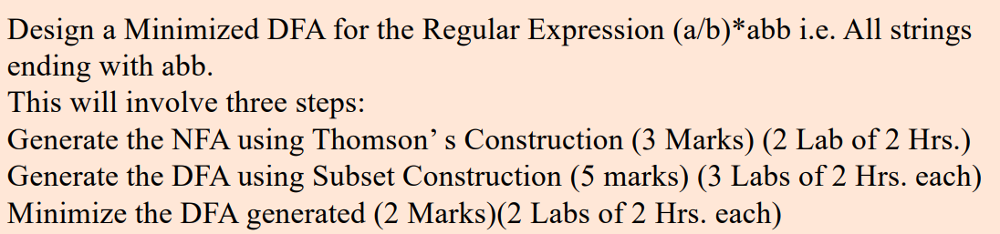 Design a Minimized DFA for the Regular Expression (a/b)*abb i.e. All strings
ending with abb.
This will involve three steps:
Generate the NFA using Thomson’ s Construction (3 Marks) (2 Lab of 2 Hrs.)
Generate the DFA using Subset Construction (5 marks) (3 Labs of 2 Hrs. each)
Minimize the DFA generated (2 Marks)(2 Labs of 2 Hrs. each)